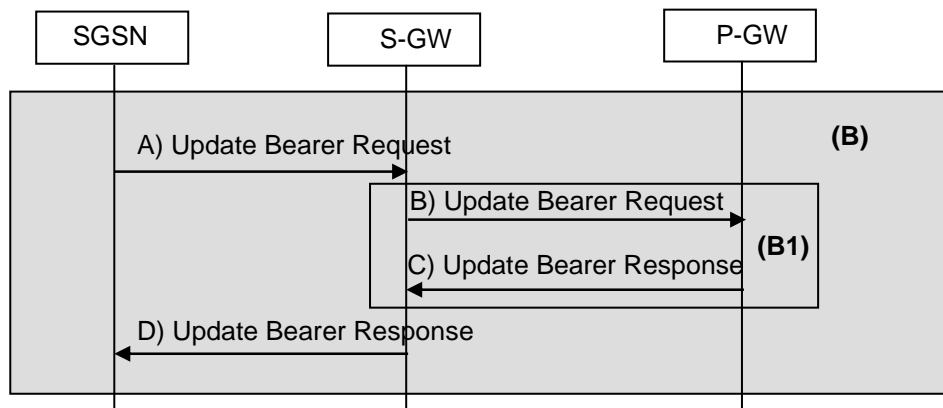 SGSN
S-GW
P-GW
(B)
A) Update Bearer Request
B) Update Bearer Request
(B1)
C) Update Bearer Response
D) Update Bearer Response